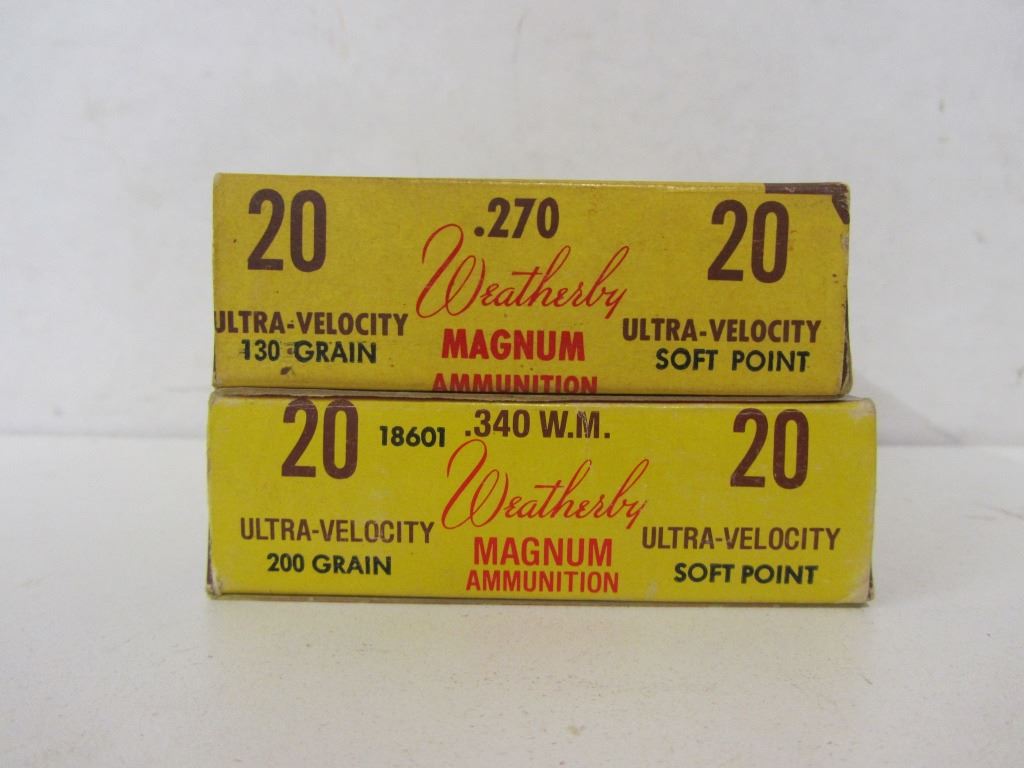 20 .270 20
Weatherby
ULTRA-VELOCITY MAGNUM ULTRA-VELOCITY
130 GRAIN SOFT POINT
AMMUNITION
20 18601 .340 W.M. 20
Weatherby
ULTRA-VELOCITY MAGNUM ULTRA-VELOCITY
200 GRAIN AMMUNITION SOFT POINT